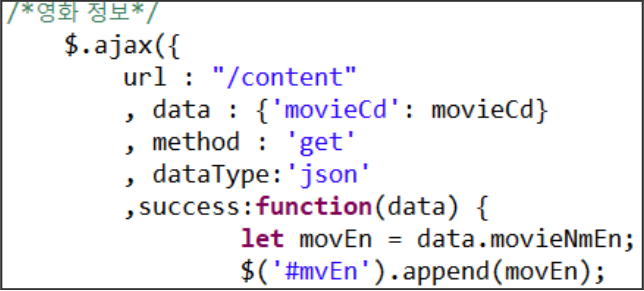 /*영화 정보*/
$.ajax({
url : "/content"
, data : {'movieCd': movieCd}
, method : 'get'
, dataType:'json'
,success:function(data) {
let movEn = data.movieNmEn;
$('#mvEn').append(movEn);